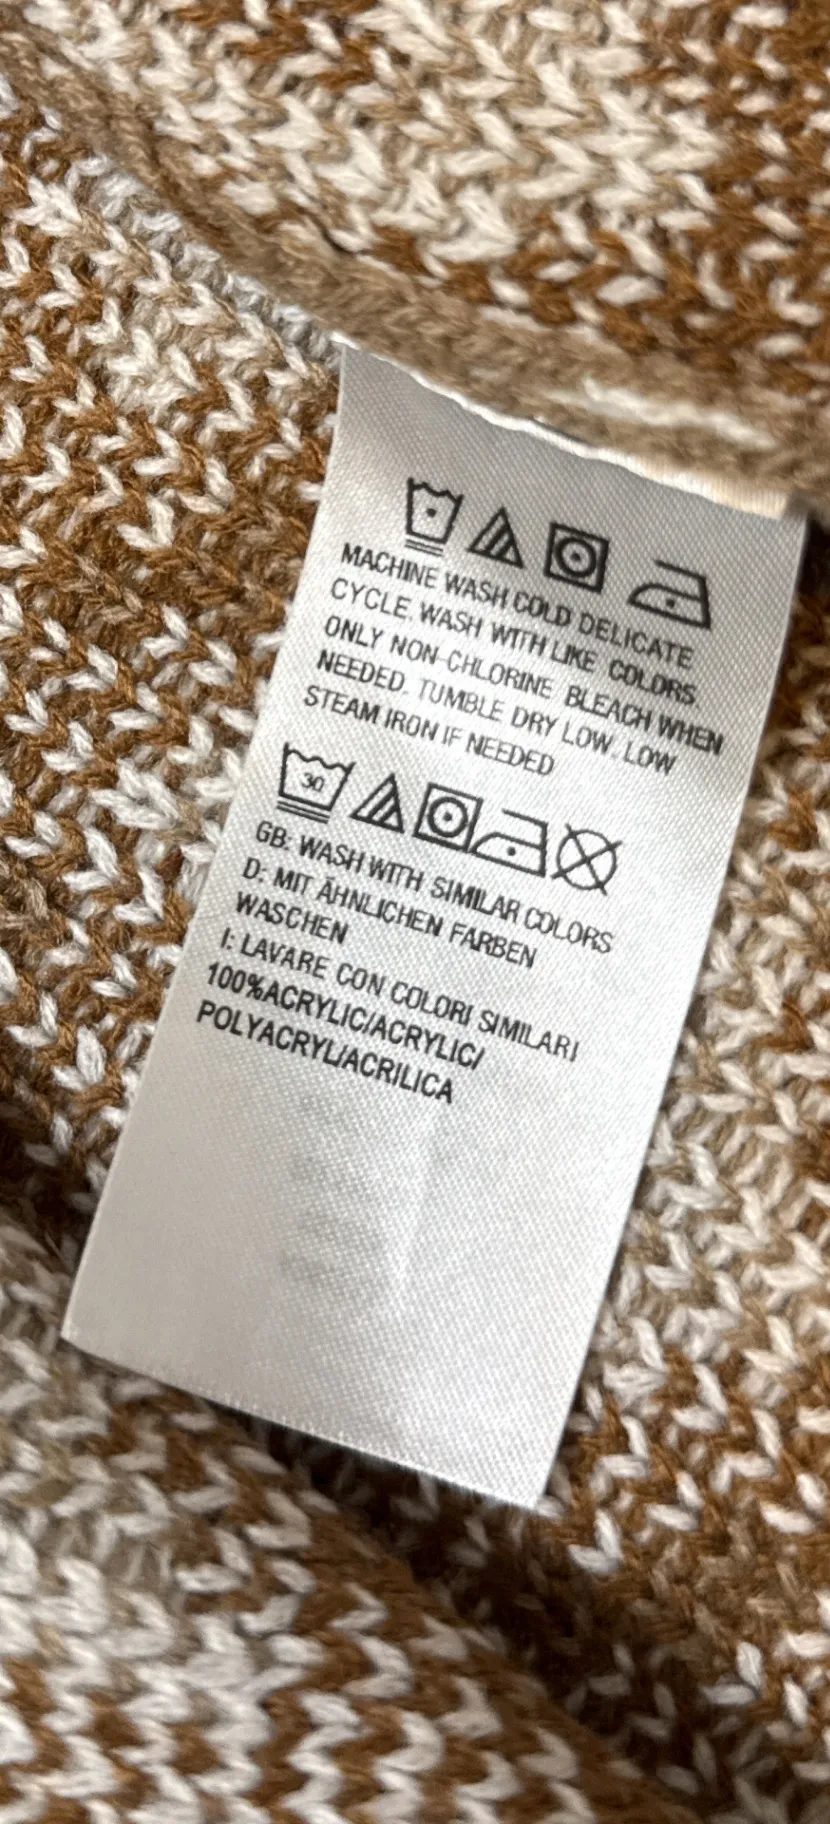 MACHINE WASH COLD DELICATE
CYCLE. WASH WITH LIKE COLORS
ONLY NON-CHLORINE BLEACH WHEN
NEEDED. TUMBLE DRY LOW. LOW
STEAM IRON IF NEEDED
30
GB: WASH WITH SIMILAR COLORS
D: MIT ÄHNLICHEN FARBEN
WASCHEN
I: LAVARE CON COLORI SIMILARI
100%ACRYLIC/ACRYLIC/
POLYACRYL/ACRILICA